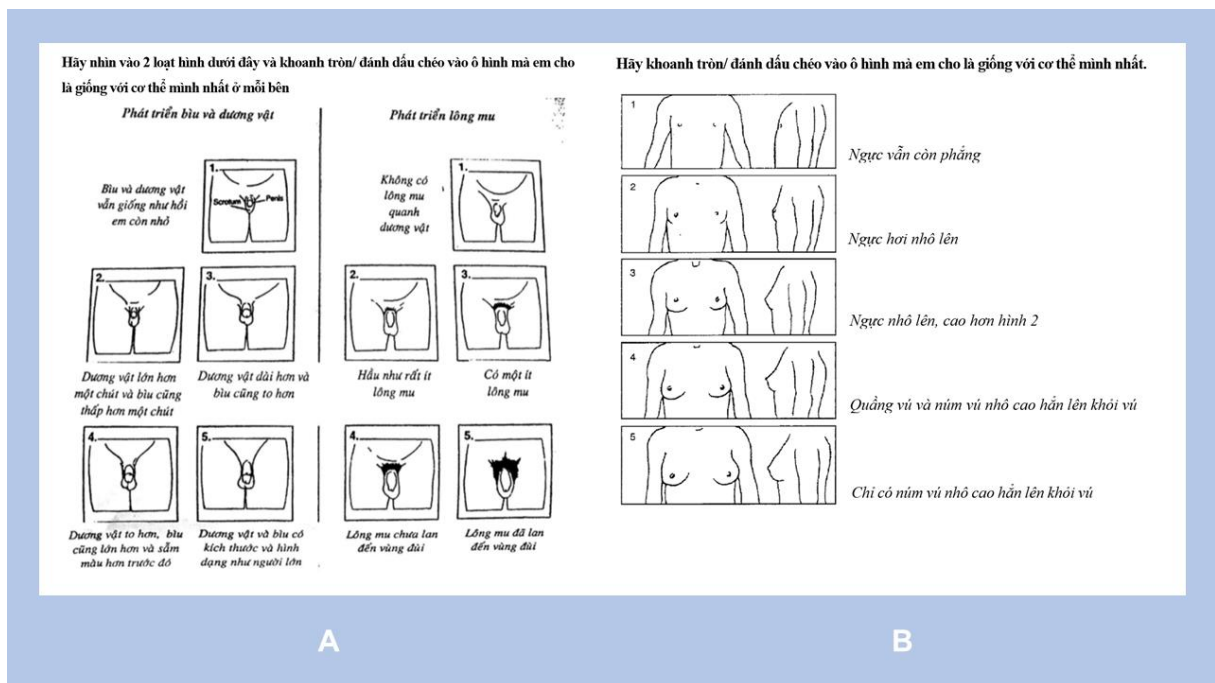 Hãy nhìn vào 2 loạt hình dưới đây và khoanh tròn/ đánh dấu chéo vào ô hình mà em cho
là giống với cơ thể mình nhất ở mỗi bên
Phát triển bìu và dương vật
Bìu và dương vật
vẫn giống như hồi
em còn nhỏ
1.
Scrotum
Penis
2.
3.
Dương vật lớn hơn
một chút và bìu cũng
thấp hơn một chút
Dương vật dài hơn và
bìu cũng to hơn
4.
5.
Dương vật to hơn, bìu
cũng lớn hơn và sẫm
màu hơn trước đó
Dương vật và bìu có
kích thước và hình
dạng như người lớn
Phát triển lông mu
Không có
lông mu
quanh
dương vật
1.
2.
3.
Hầu như rất ít
lông mu
Có một ít
lông mu
4.
5.
Lông mu chưa lan
đến vùng đùi
Lông mu đã lan
đến vùng đùi
A
Hãy khoanh tròn/ đánh dấu chéo vào ô hình mà em cho là giống với cơ thể mình nhất.
1
Ngực vẫn còn phẳng
2
Ngực hơi nhô lên
3
Ngực nhô lên, cao hơn hình 2
4
Quầng vú và núm vú nhô cao hẳn lên khỏi vú
5
Chỉ có núm vú nhô cao hẳn lên khỏi vú
B